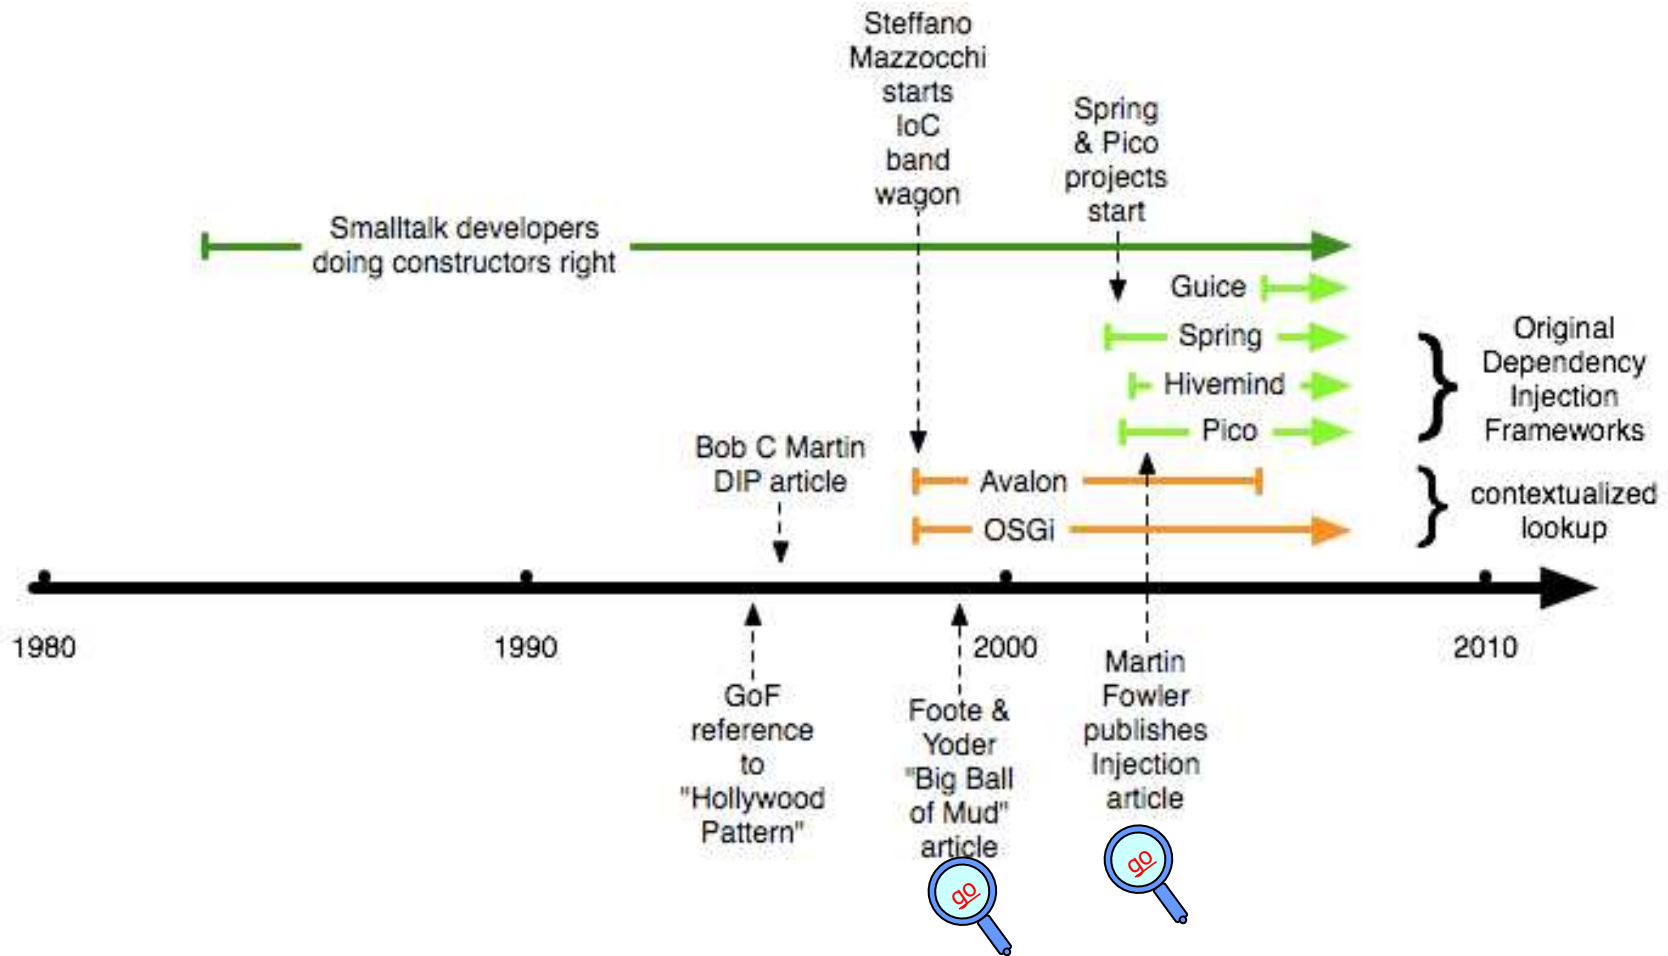 Steffano
Mazzocchi
starts
IoC
band
wagon
Spring
& Pico
projects
start
Smalltalk developers
doing constructors right
Guice
Spring
Hivemind
Pico
Original
Dependency
Injection
Frameworks
Bob C Martin
DIP article
Avalon
OSGi
contextualized
lookup
1980
1990
2000
2010
GoF
reference
to
"Hollywood
Pattern"
Foote &
Yoder
"Big Ball
of Mud"
article
go
Martin
Fowler
publishes
Injection
article
go